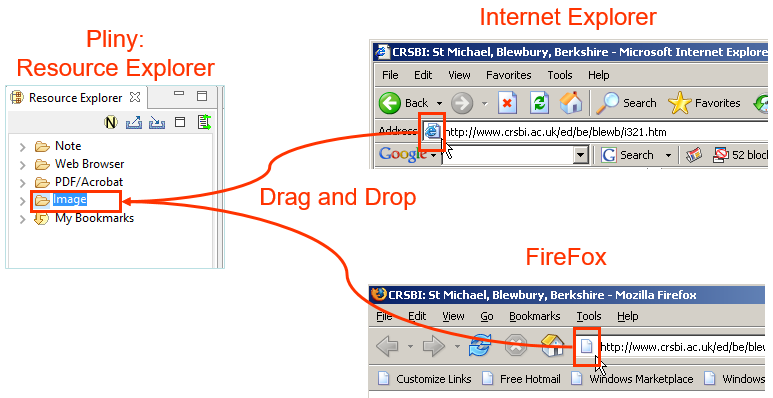 Pliny:
Resource Explorer
Resource Explorer
Note
Web Browser
PDF/Acrobat
Image
My Bookmarks
Drag and Drop
Internet Explorer
CRSBI: St Michael, Blewbury, Berkshire - Microsoft Internet Explore
File Edit View Favorites Tools Help
Back Search Favorites
Address http://www.crsbi.ac.uk/ed/be/blewb/i321.htm
Google Search 52 block
FireFox
CRSBI: St Michael, Blewbury, Berkshire - Mozilla Firefox
File Edit View Go Bookmarks Tools Help
http://www.crsbi.ac.uk/ed/be/blew
Customize Links Free Hotmail Windows Marketplace Windows